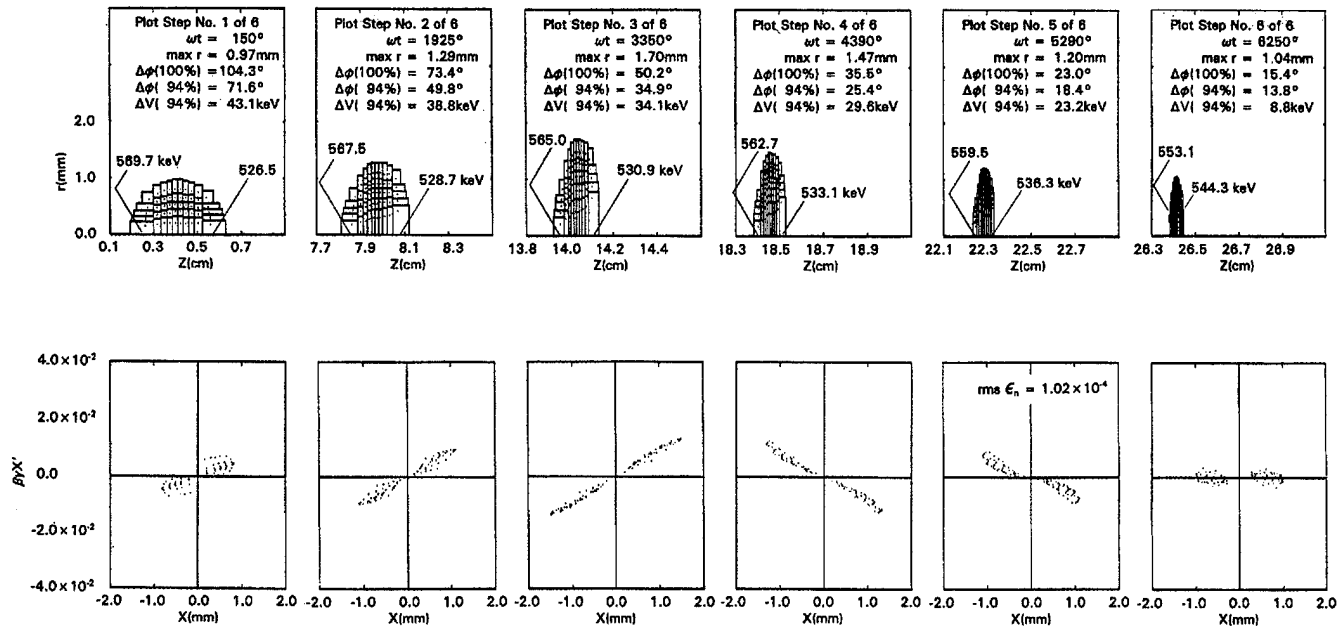 Plot Step No. 1 of 6
ωt = 150°
max r = 0.97mm
Δϕ(100%) = 104.3°
Δϕ( 94%) = 71.6°
ΔV( 94%) = 43.1keV
Plot Step No. 2 of 6
ωt = 1925°
max r = 1.29mm
Δϕ(100%) = 73.4°
Δϕ( 94%) = 49.8°
ΔV( 94%) = 38.8keV
Plot Step No. 3 of 6
ωt = 3350°
max r = 1.70mm
Δϕ(100%) = 50.2°
Δϕ( 94%) = 34.9°
ΔV( 94%) = 34.1keV
Plot Step No. 4 of 6
ωt = 4390°
max r = 1.47mm
Δϕ(100%) = 35.5°
Δϕ( 94%) = 25.4°
ΔV( 94%) = 29.6keV
Plot Step No. 5 of 6
ωt = 5290°
max r = 1.20mm
Δϕ(100%) = 23.0°
Δϕ( 94%) = 18.4°
ΔV( 94%) = 23.2keV
Plot Step No. 6 of 6
ωt = 6250°
max r = 1.04mm
Δϕ(100%) = 15.4°
Δϕ( 94%) = 13.8°
ΔV( 94%) = 8.8keV
2.0
1.0
0.0
r(mm)
569.7 keV
526.5
567.5
528.7 keV
565.0
530.9 keV
562.7
533.1 keV
559.5
536.3 keV
553.1
544.3 keV
0.1 0.3 0.5 0.7
Z(cm)
7.7 7.9 8.1 8.3
Z(cm)
13.8 14.0 14.2 14.4
Z(cm)
18.3 18.5 18.7 18.9
Z(cm)
22.1 22.3 22.5 22.7
Z(cm)
26.3 26.5 26.7 26.9
Z(cm)
4.0×10⁻²
2.0×10⁻²
0.0
-2.0×10⁻²
-4.0×10⁻²
βγX'
rms ϵn = 1.02×10⁻⁴
-2.0 -1.0 0.0 1.0 2.0
X(mm)
-2.0 -1.0 0.0 1.0
X(mm)
-2.0 -1.0 0.0 1.0
X(mm)
-2.0 -1.0 0.0 1.0
X(mm)
-2.0 -1.0 0.0 1.0
X(mm)
-2.0 -1.0 0.0 1.0 2.0
X(mm)